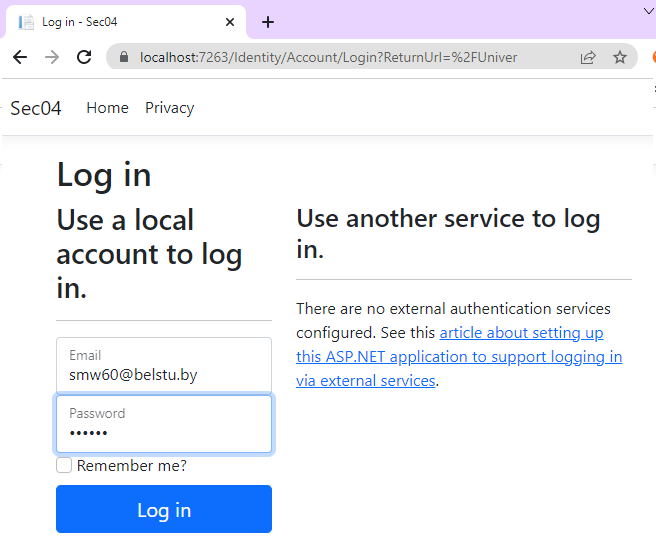 Log in - Sec04
localhost:7263/Identity/Account/Login?ReturnUrl=%2FUniver
Sec04 Home Privacy
Log in
Use a local
account to log
in.
Email
smw60@belstu.by
Password
••••••
Remember me?
Log in
Use another service to log
in.
There are no external authentication services
configured. See this article about setting up
this ASP.NET application to support logging in
via external services.